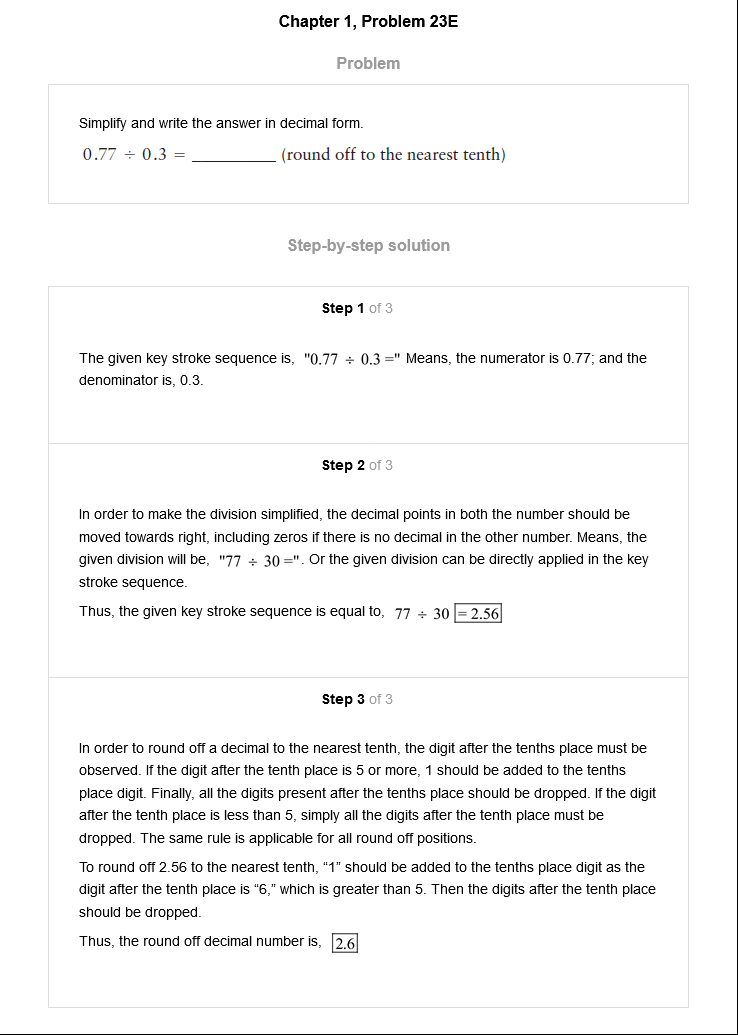 Chapter 1, Problem 23E
Problem
Simplify and write the answer in decimal form.
0.77 ÷ 0.3 = __________ (round off to the nearest tenth)
Step-by-step solution
Step 1 of 3
The given key stroke sequence is, "0.77 ÷ 0.3 =" Means, the numerator is 0.77; and the
denominator is, 0.3.
Step 2 of 3
In order to make the division simplified, the decimal points in both the number should be
moved towards right, including zeros if there is no decimal in the other number. Means, the
given division will be, "77 ÷ 30 =". Or the given division can be directly applied in the key
stroke sequence.
Thus, the given key stroke sequence is equal to, 77 ÷ 30 = 2.56
Step 3 of 3
In order to round off a decimal to the nearest tenth, the digit after the tenths place must be
observed. If the digit after the tenth place is 5 or more, 1 should be added to the tenths
place digit. Finally, all the digits present after the tenths place should be dropped. If the digit
after the tenth place is less than 5, simply all the digits after the tenth place must be
dropped. The same rule is applicable for all round off positions.
To round off 2.56 to the nearest tenth, “1” should be added to the tenths place digit as the
digit after the tenth place is “6,” which is greater than 5. Then the digits after the tenth place
should be dropped.
Thus, the round off decimal number is, 2.6